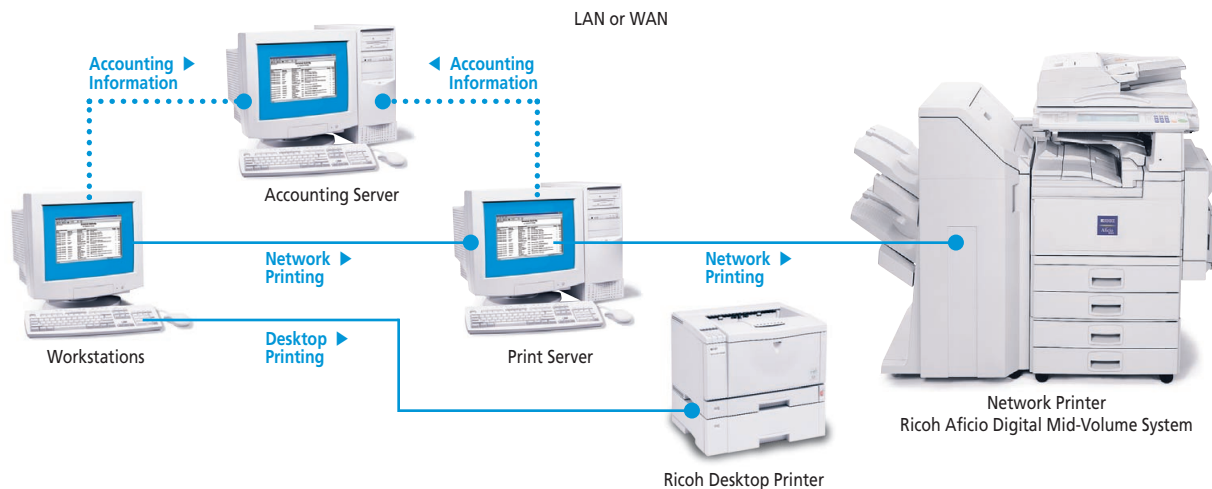 LAN or WAN
Accounting ▶
Information
◀ Accounting
Information
Accounting Server
Network ▶
Printing
Network ▶
Printing
Desktop ▶
Printing
Workstations
Print Server
Network Printer
Ricoh Aficio Digital Mid-Volume System
Ricoh Desktop Printer